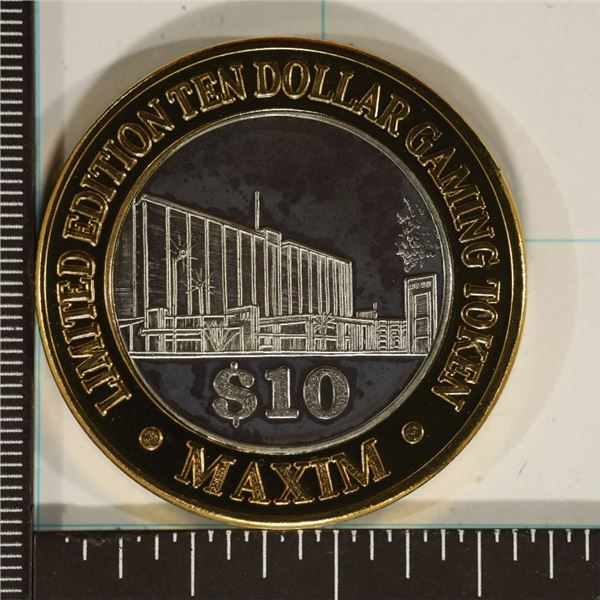 LIMITED EDITION TEN DOLLAR GAMING TOKEN
$10
• MAXIM •